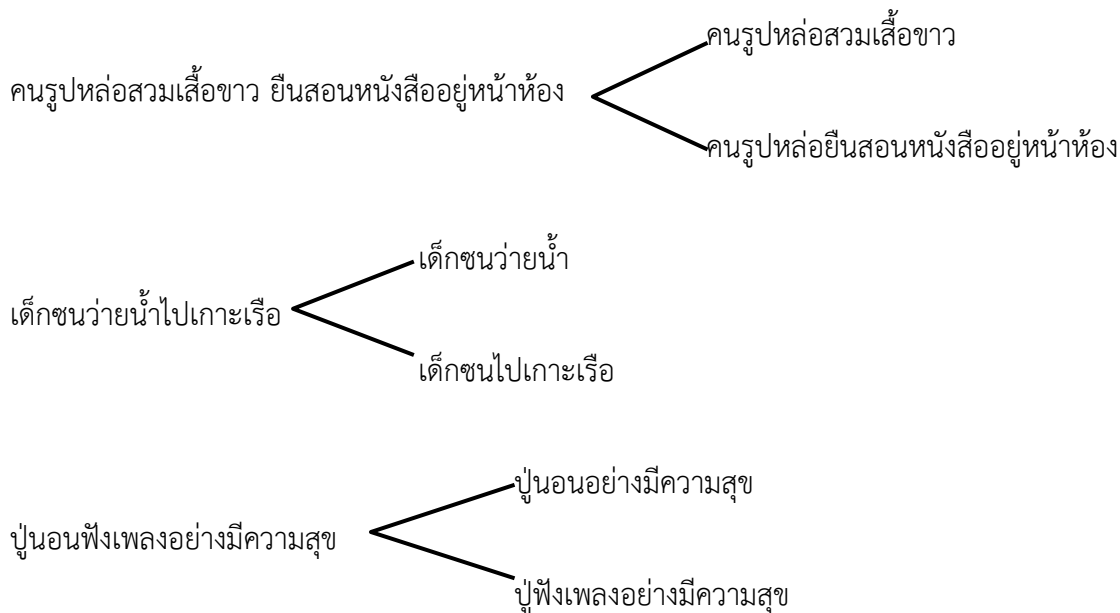 คนรูปหล่อสวมเสื้อขาว
คนรูปหล่อสวมเสื้อขาว ยืนสอนหนังสืออยู่หน้าห้อง
คนรูปหล่อยืนสอนหนังสืออยู่หน้าห้อง
เด็กซนว่ายน้ำ
เด็กซนว่ายน้ำไปเกาะเรือ
เด็กซนไปเกาะเรือ
ปู่นอนอย่างมีความสุข
ปู่นอนฟังเพลงอย่างมีความสุข
ปู่ฟังเพลงอย่างมีความสุข